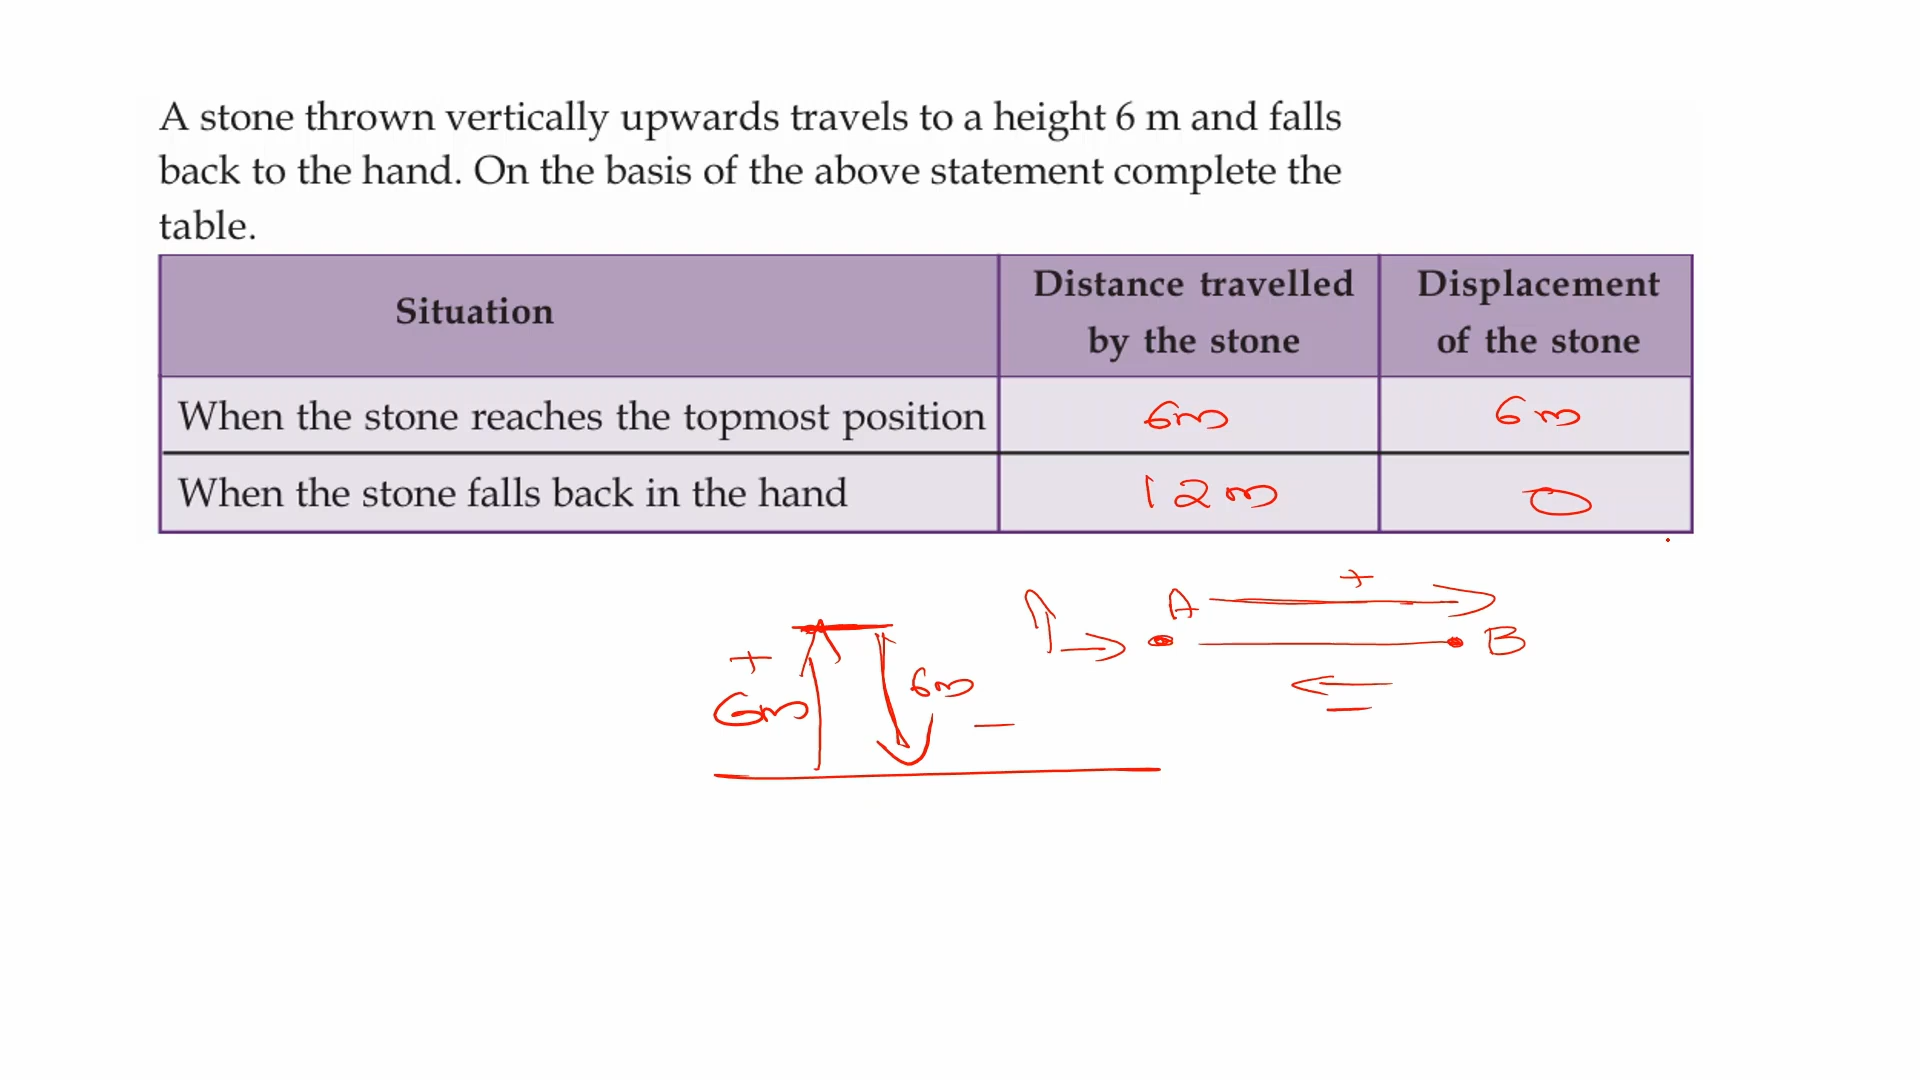 A stone thrown vertically upwards travels to a height 6 m and falls
back to the hand. On the basis of the above statement complete the
table.
Situation
Distance travelled
by the stone
Displacement
of the stone
When the stone reaches the topmost position
6m
6m
When the stone falls back in the hand
12m
0
+
A
B
+
6m
6m
—
—